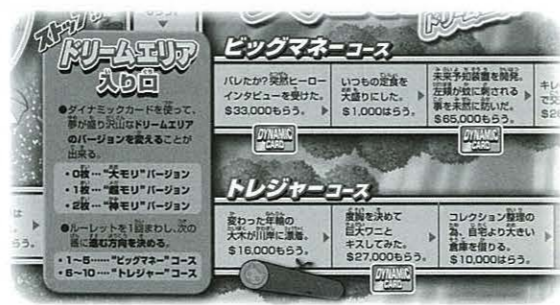 ストップ!!
ドリームエリア
入り口
●ダイナミックカードを使って、
夢が盛り沢山なドリームエリア
のバージョンを変えることが
出来る。
・0枚…“大モリ”バージョン
・1枚…“超モリ”バージョン
・2枚…“神モリ”バージョン
●ルーレットを1回まわし、次の
様に進む方向を決める。
・1~5……“ビッグマネー”コース
・6~10…“トレジャー”コース
ビッグマネーコース
バレたか?突然ヒーロー
インタビューを受けた。
$33,000もらう。
DYNAMIC
CARD
いつもの定食を
大盛りにした。
$1,000はらう。
未来予知装置を開発。
左頬が蚊に刺される
事を未然に防いだ。
$65,000もらう。
DYNAMIC
CARD
トレジャーコース
変わった年輪の
大木が川岸に漂着。
$16,000もらう。
度胸を決めて
巨大ワニと
キスしてみた。
$27,000もらう。
DYNAMIC
CARD
コレクション整理の
為、自宅より大きい
倉庫を借りる。
$10,000はらう。